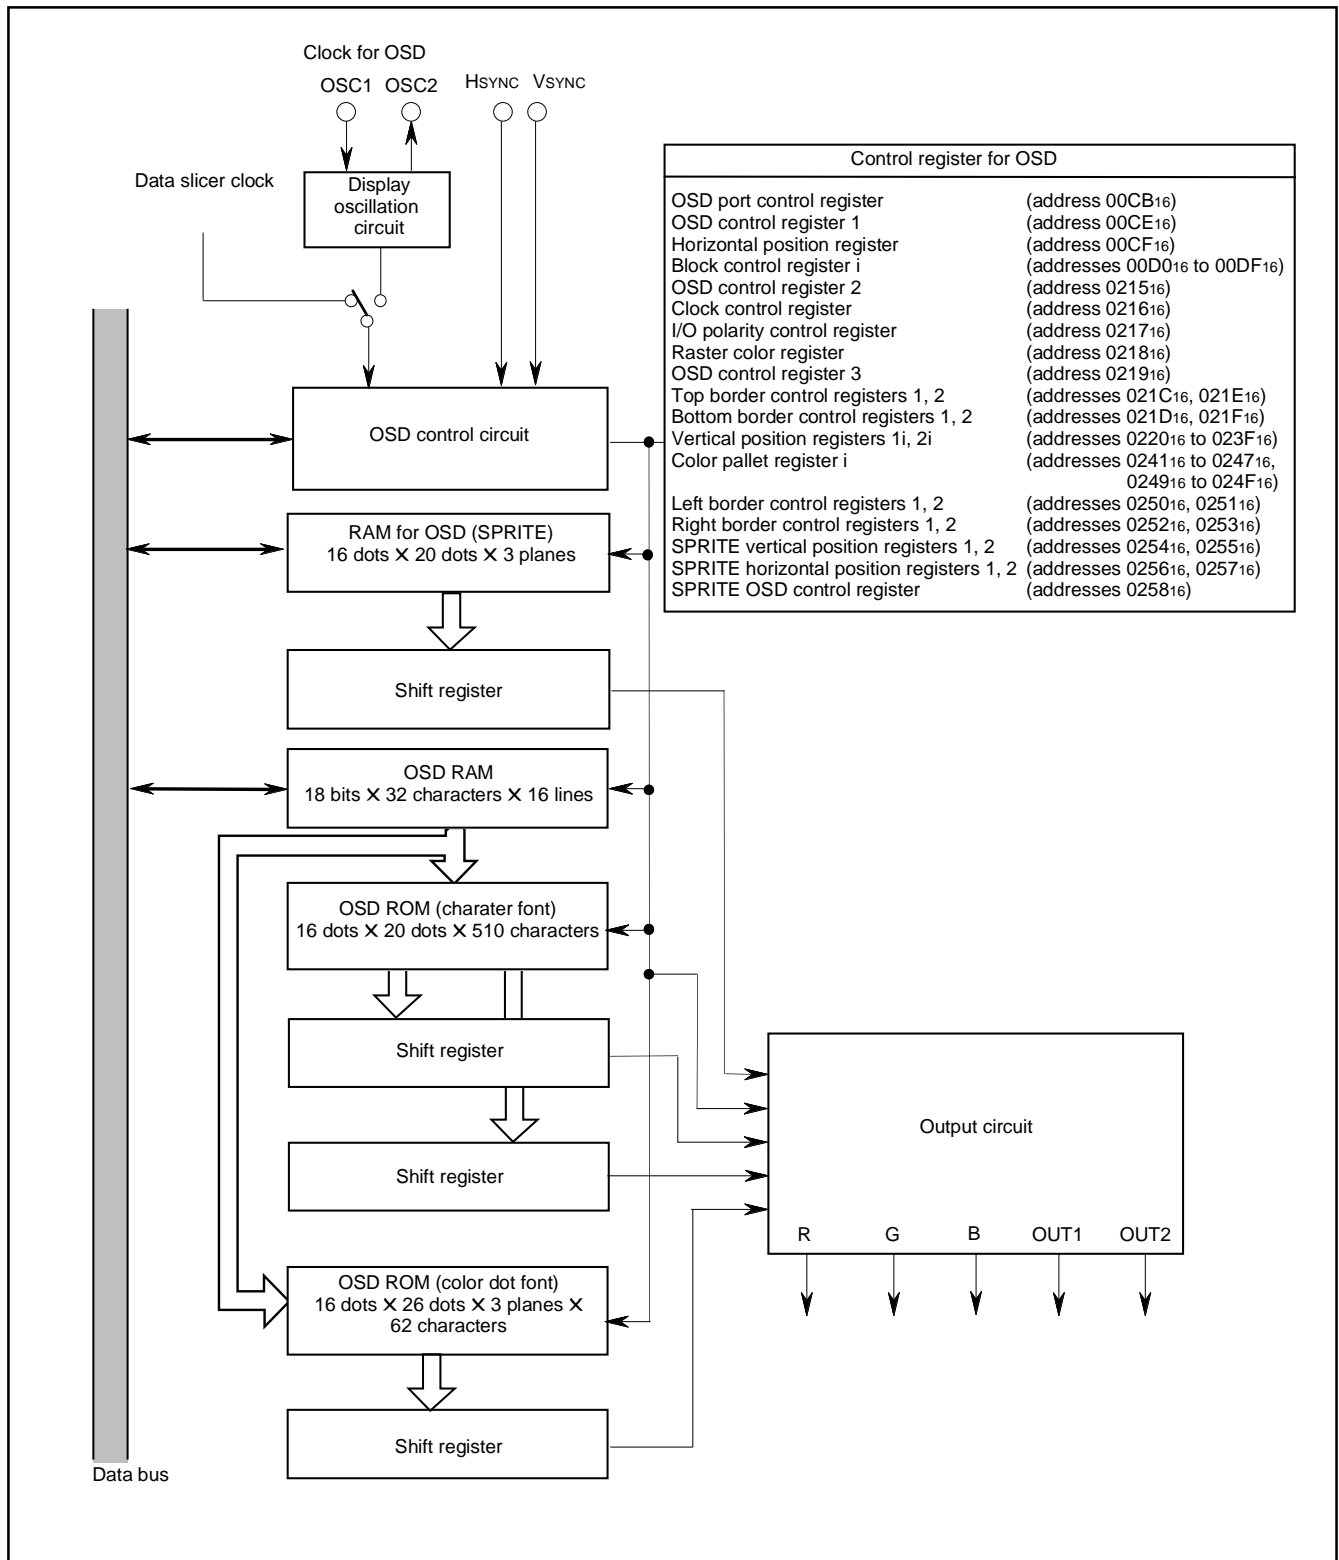 Clock for OSD
OSC1 OSC2 HSYNC VSYNC
Data slicer clock
Display
oscillation
circuit
Control register for OSD
OSD port control register (address 00CB16)
OSD control register 1 (address 00CE16)
Horizontal position register (address 00CF16)
Block control register i (addresses 00D016 to 00DF16)
OSD control register 2 (address 021516)
Clock control register (address 021616)
I/O polarity control register (address 021716)
Raster color register (address 021816)
OSD control register 3 (address 021916)
Top border control registers 1, 2 (addresses 021C16, 021E16)
Bottom border control registers 1, 2 (addresses 021D16, 021F16)
Vertical position registers 1i, 2i (addresses 022016 to 023F16)
Color pallet register i (addresses 024116 to 024716,
024916 to 024F16)
Left border control registers 1, 2 (addresses 025016, 025116)
Right border control registers 1, 2 (addresses 025216, 025316)
SPRITE vertical position registers 1, 2 (addresses 025416, 025516)
SPRITE horizontal position registers 1, 2 (addresses 025616, 025716)
SPRITE OSD control register (addresses 025816)
OSD control circuit
RAM for OSD (SPRITE)
16 dots X 20 dots X 3 planes
Shift register
OSD RAM
18 bits X 32 characters X 16 lines
OSD ROM (charater font)
16 dots X 20 dots X 510 characters
Shift register
Shift register
Output circuit
R G B OUT1 OUT2
OSD ROM (color dot font)
16 dots X 26 dots X 3 planes X
62 characters
Shift register
Data bus